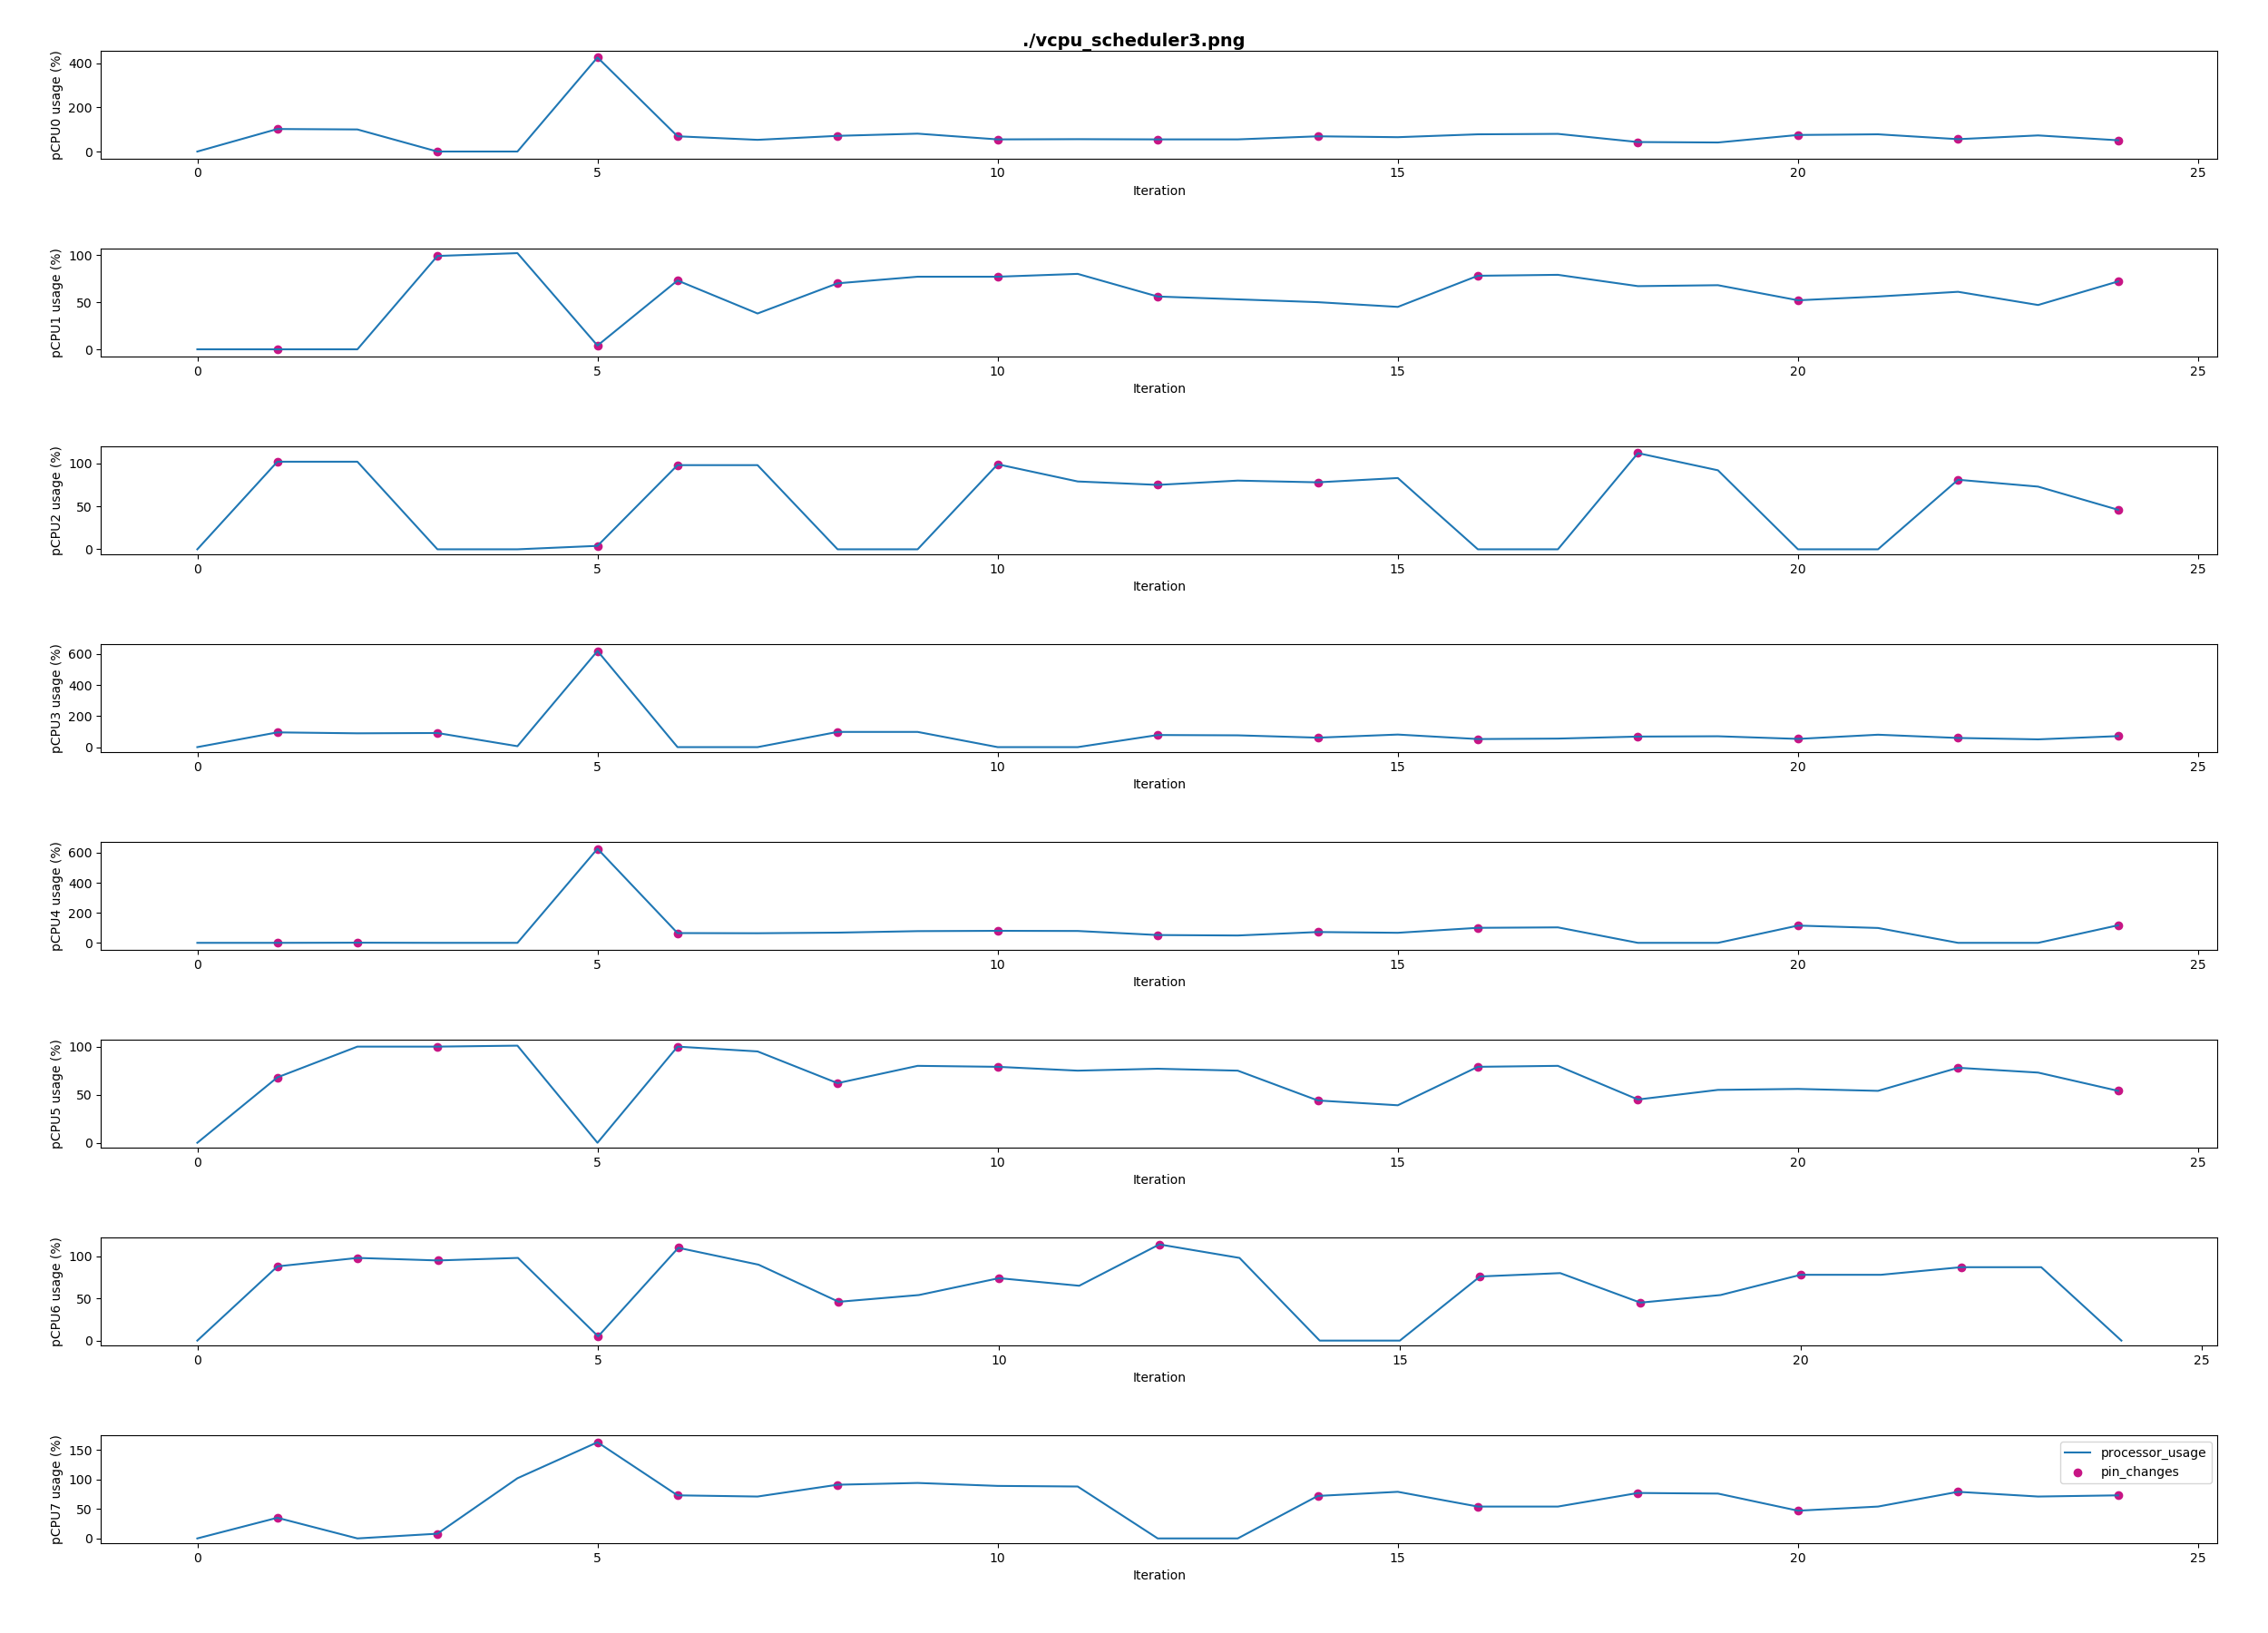 ./vcpu_scheduler3.png
pCPU0 usage (%)
400
200
0
0 5 10 15 20 25
Iteration
pCPU1 usage (%)
100
50
0
0 5 10 15 20 25
Iteration
pCPU2 usage (%)
100
50
0
0 5 10 15 20 25
Iteration
pCPU3 usage (%)
600
400
200
0
0 5 10 15 20 25
Iteration
pCPU4 usage (%)
600
400
200
0
0 5 10 15 20 25
Iteration
pCPU5 usage (%)
100
50
0
0 5 10 15 20 25
Iteration
pCPU6 usage (%)
100
50
0
0 5 10 15 20 25
Iteration
pCPU7 usage (%)
150
100
50
0
processor_usage
pin_changes
0 5 10 15 20 25
Iteration